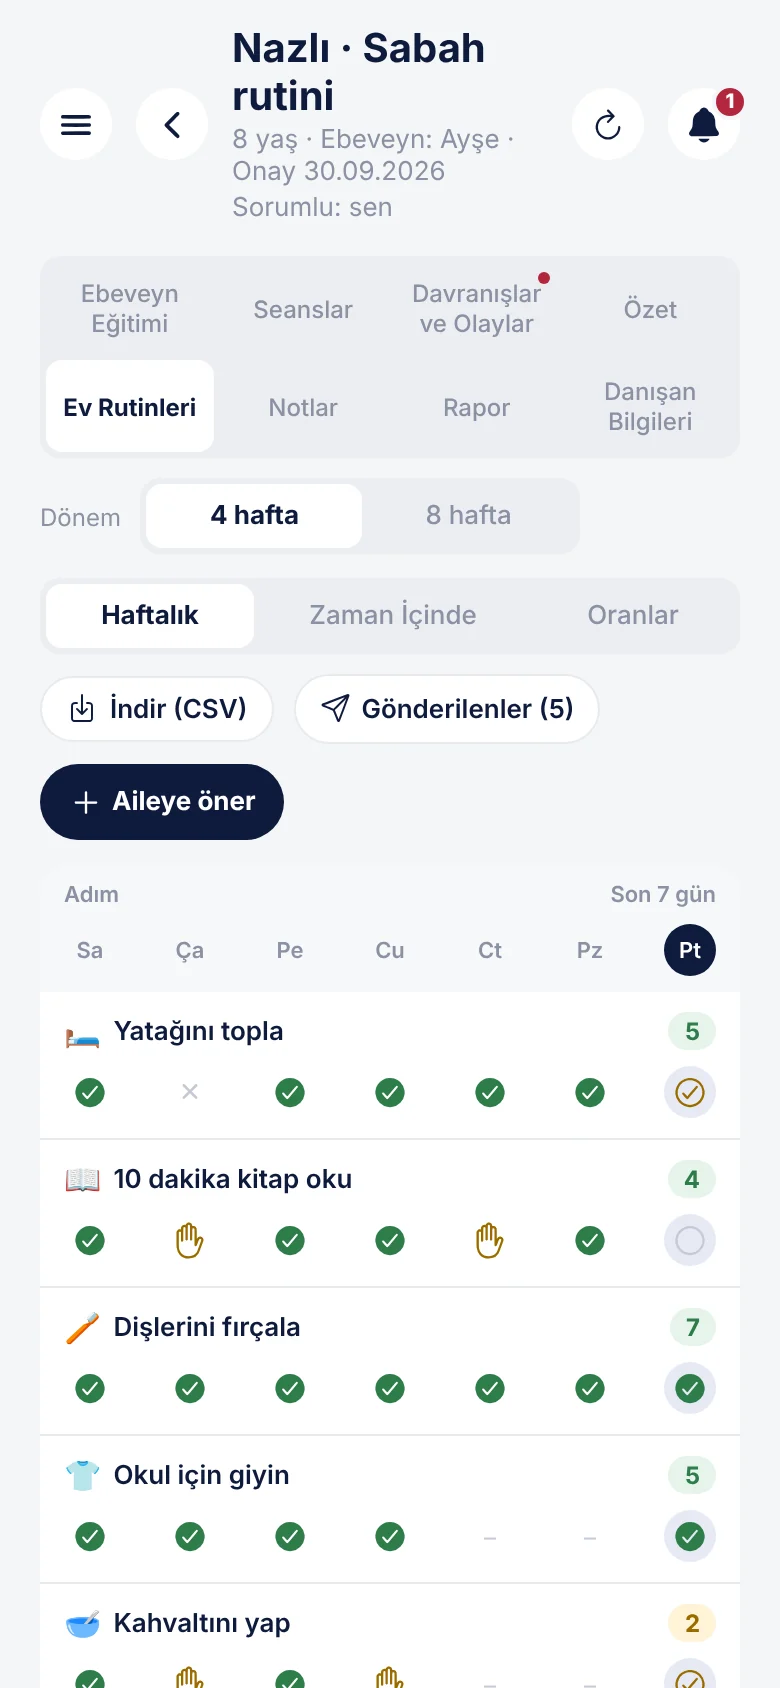 Nazlı · Sabah
rutini
8 yaş · Ebeveyn: Ayşe ·
Onay 30.09.2026
Sorumlu: sen
1
Ebeveyn
Eğitimi
Seanslar
Davranışlar
ve Olaylar
Özet
Ev Rutinleri
Notlar
Rapor
Danışan
Bilgileri
Dönem
4 hafta
8 hafta
Haftalık
Zaman İçinde
Oranlar
İndir (CSV)
Gönderilenler (5)
Aileye öner
Adım
Son 7 gün
Sa Ça Pe Cu Ct Pz Pt
Yatağını topla
5
10 dakika kitap oku
4
Dişlerini fırçala
7
Okul için giyin
5
Kahvaltını yap
2